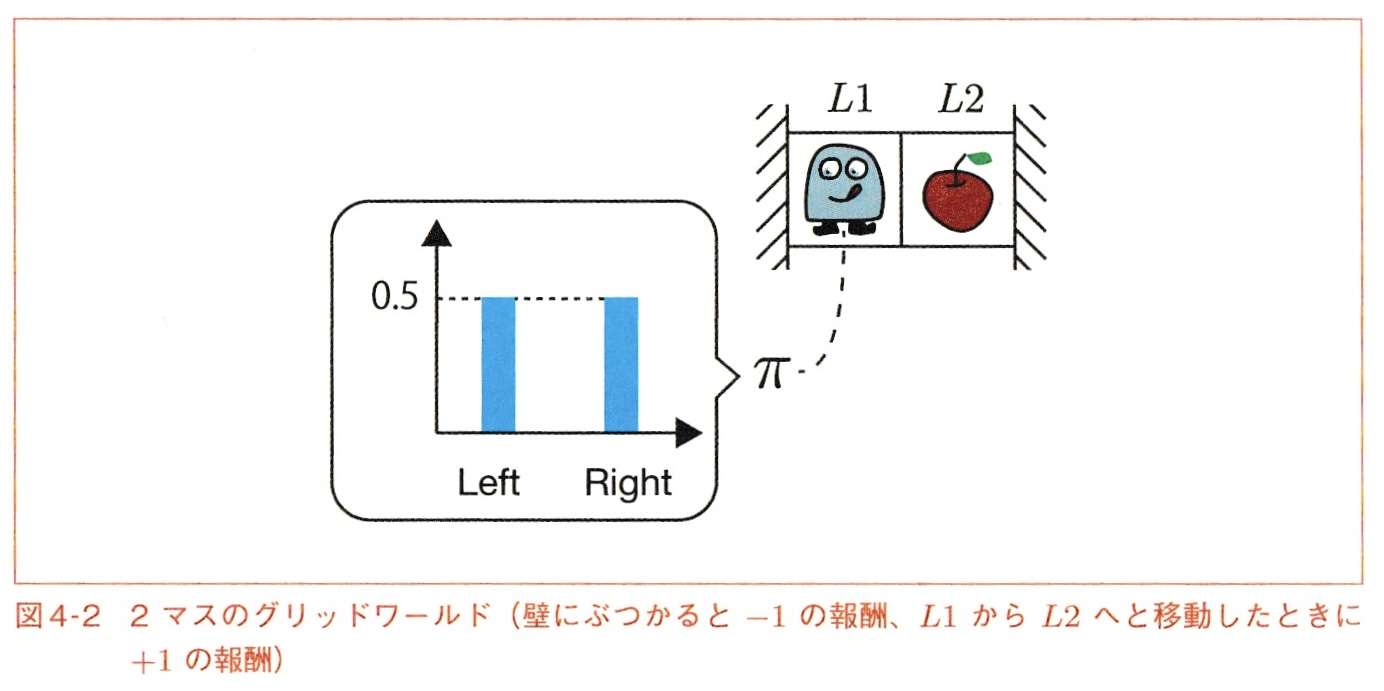 L1 L2
0.5
π
Left Right
図4-2 2 マスのグリッドワールド（壁にぶつかると −1 の報酬、L1 から L2 へと移動したときに
+1 の報酬）